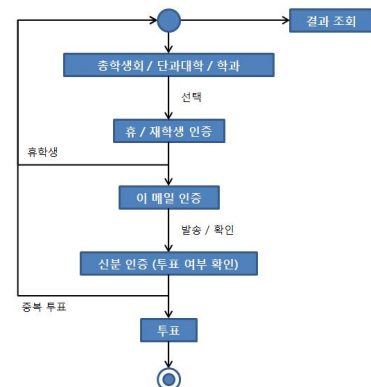 결과 조회
총학생회 / 단과대학 / 학과
선택
휴 / 재학생 인증
휴학생
이 메일 인증
발송 / 확인
신분 인증 (투표 여부 확인)
중복 투표
투표